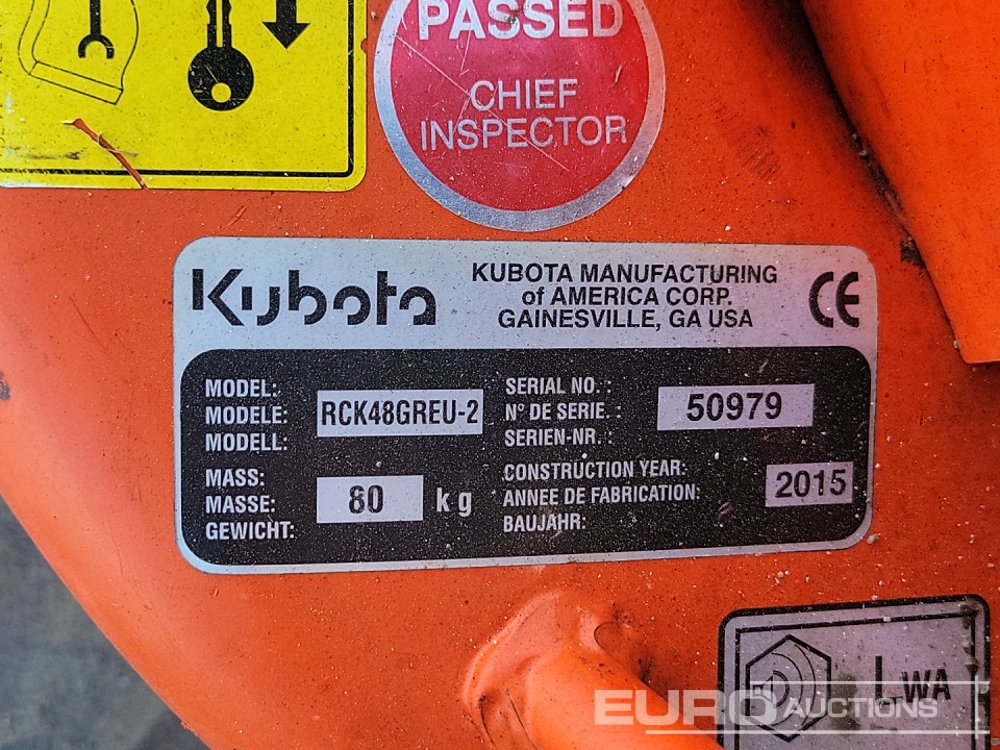 PASSED
CHIEF
INSPECTOR
Kubota
KUBOTA MANUFACTURING
of AMERICA CORP.
GAINESVILLE, GA USA
CE
MODEL:
MODELE:
MODELL:
RCK48GREU-2
SERIAL NO. :
N° DE SERIE. :
SERIEN-NR. :
50979
MASS:
MASSE:
GEWICHT:
80 kg
CONSTRUCTION YEAR:
ANNEE DE FABRICATION:
BAUJAHR:
2015
LWA
EURO AUCTIONS